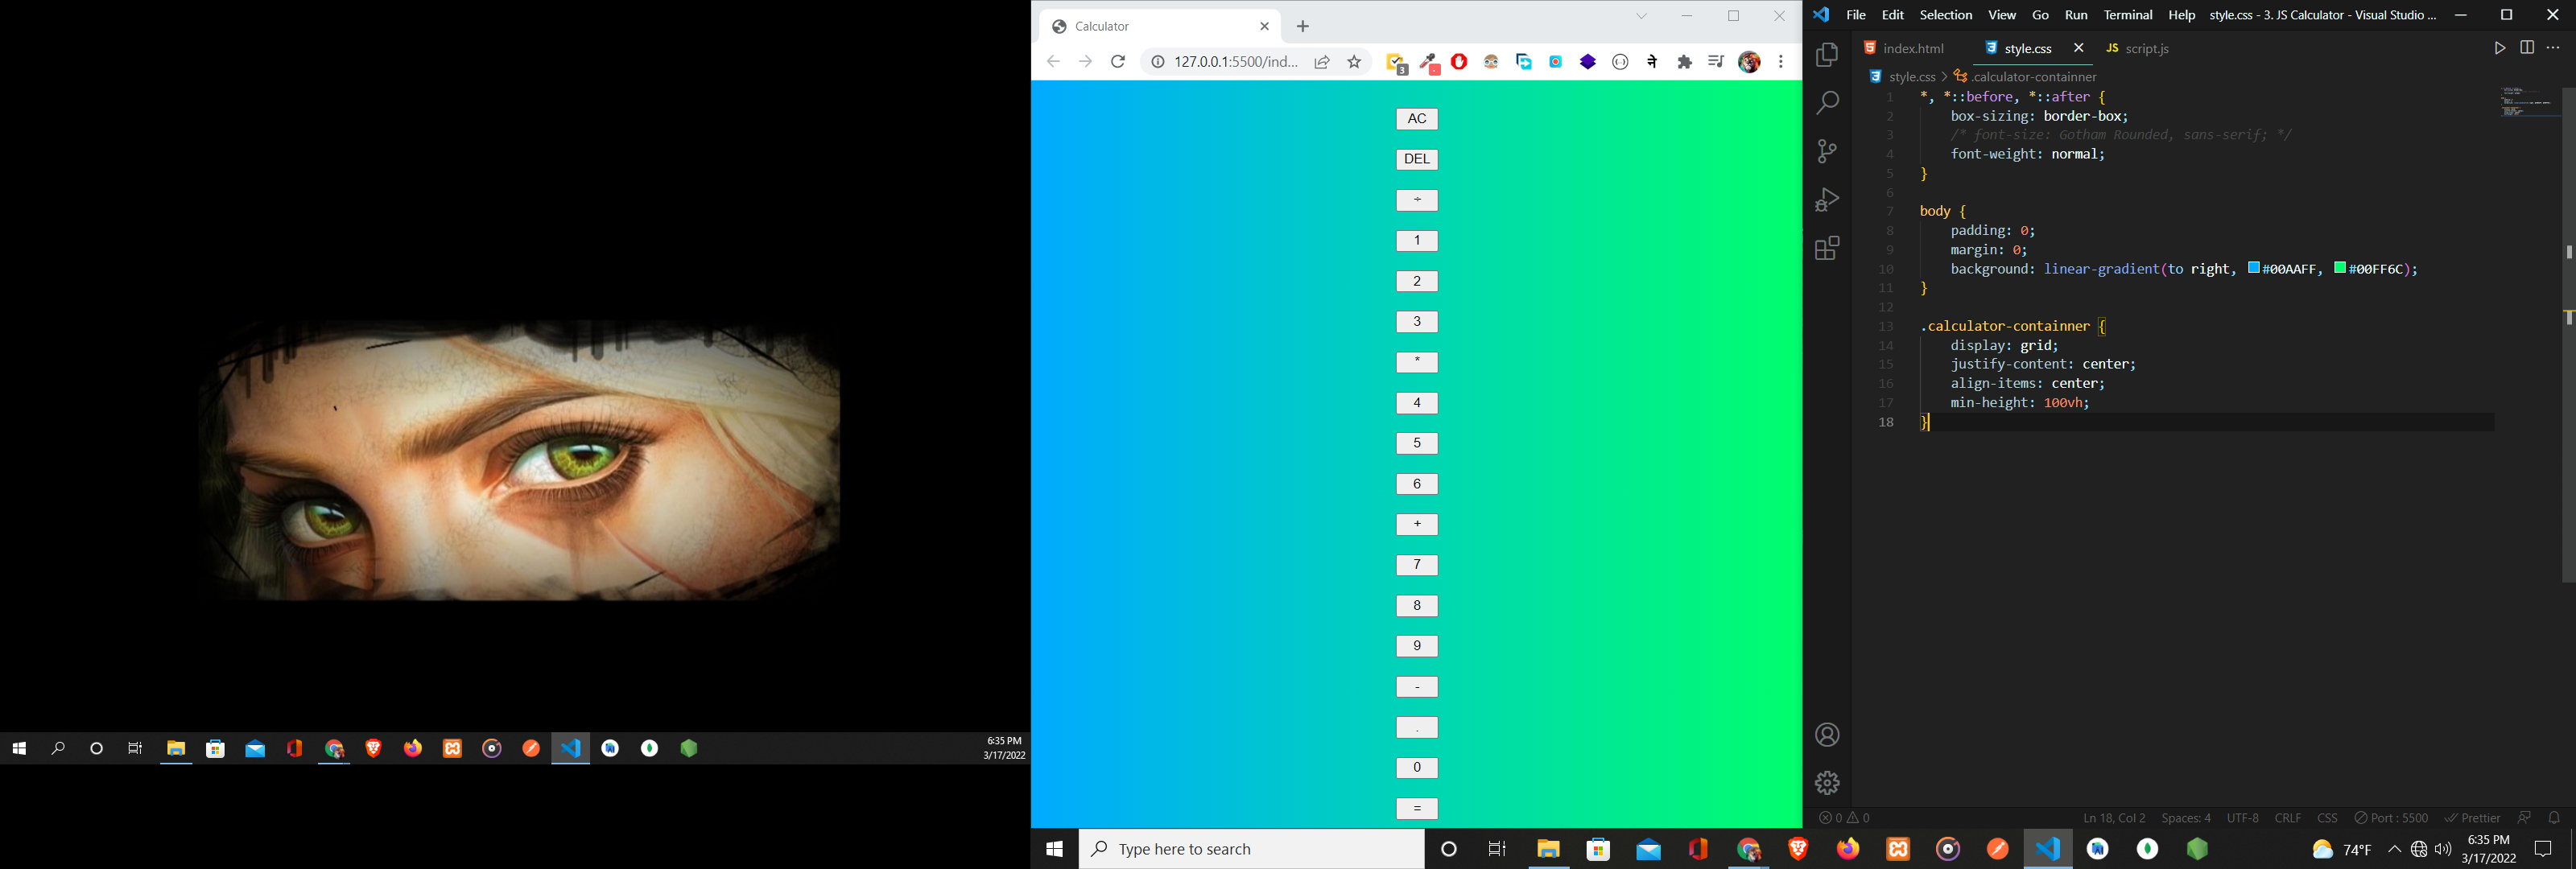 6:35 PM
3/17/2022
Calculator
127.0.0.1:5500/ind...
3
AC
DEL
÷
1
2
3
*
4
5
6
+
7
8
9
-
.
0
=
Type here to search
File Edit Selection View Go Run Terminal Help style.css - 3. JS Calculator - Visual Studio ...
index.html style.css JS script.js
style.css > .calculator-containner
1 *, *::before, *::after {
2 box-sizing: border-box;
3 /* font-size: Gotham Rounded, sans-serif; */
4 font-weight: normal;
5 }
6
7 body {
8 padding: 0;
9 margin: 0;
10 background: linear-gradient(to right, #00AAFF, #00FF6C);
11 }
12
13 .calculator-containner {
14 display: grid;
15 justify-content: center;
16 align-items: center;
17 min-height: 100vh;
18 }
0 0 Ln 18, Col 2 Spaces: 4 UTF-8 CRLF CSS Port : 5500 Prettier
74°F
6:35 PM
3/17/2022